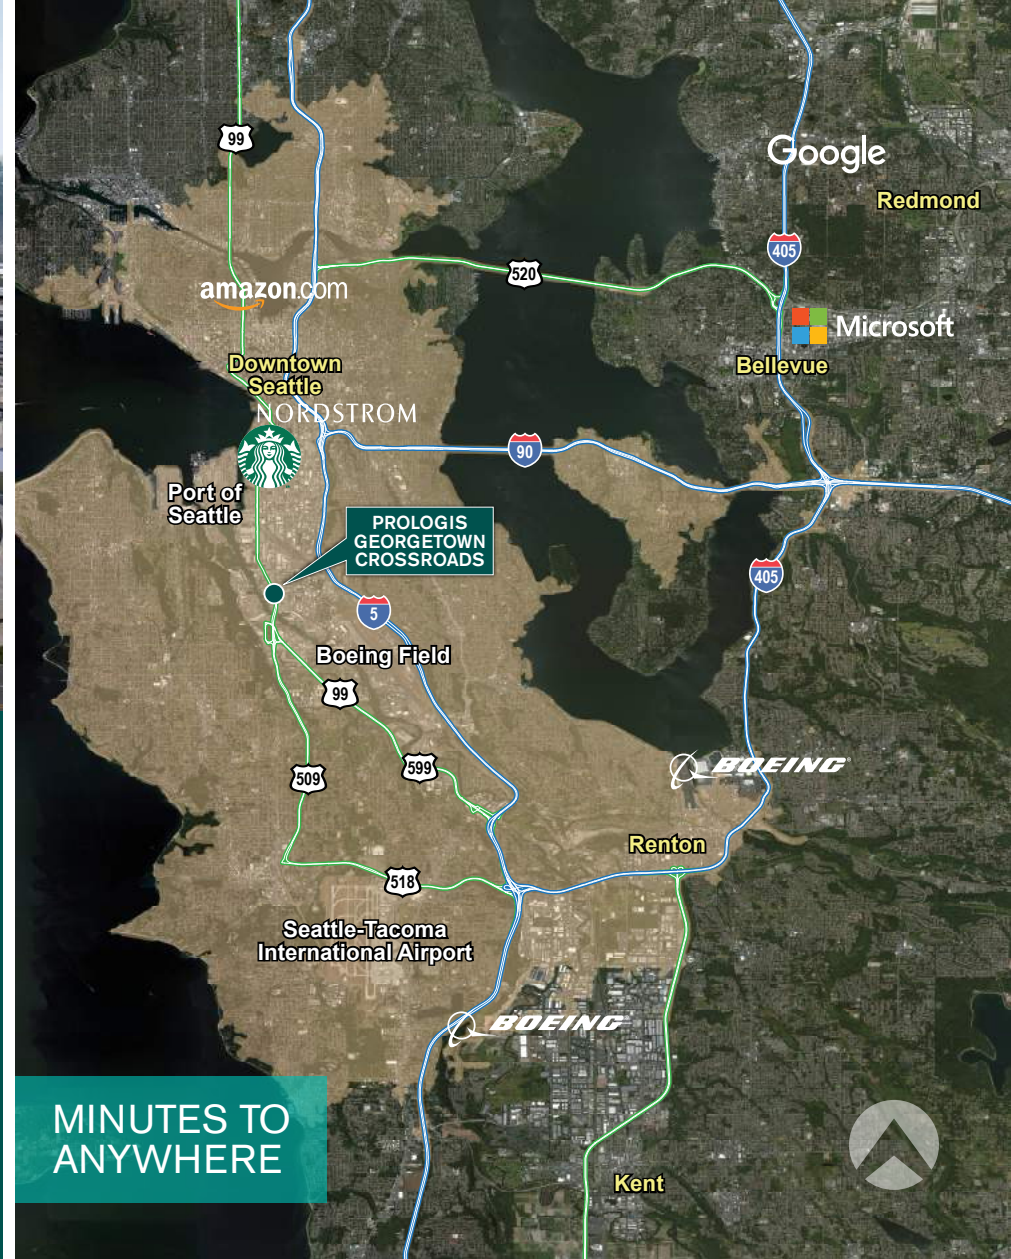 99
Google
Redmond
405
520
amazon.com
Microsoft
Downtown
Seattle
Bellevue
NORDSTROM
90
Port of
Seattle
PROLOGIS
GEORGETOWN
CROSSROADS
405
5
Boeing Field
99
599
BOEING
509
Renton
518
Seattle-Tacoma
International Airport
BOEING
MINUTES TO
ANYWHERE
Kent